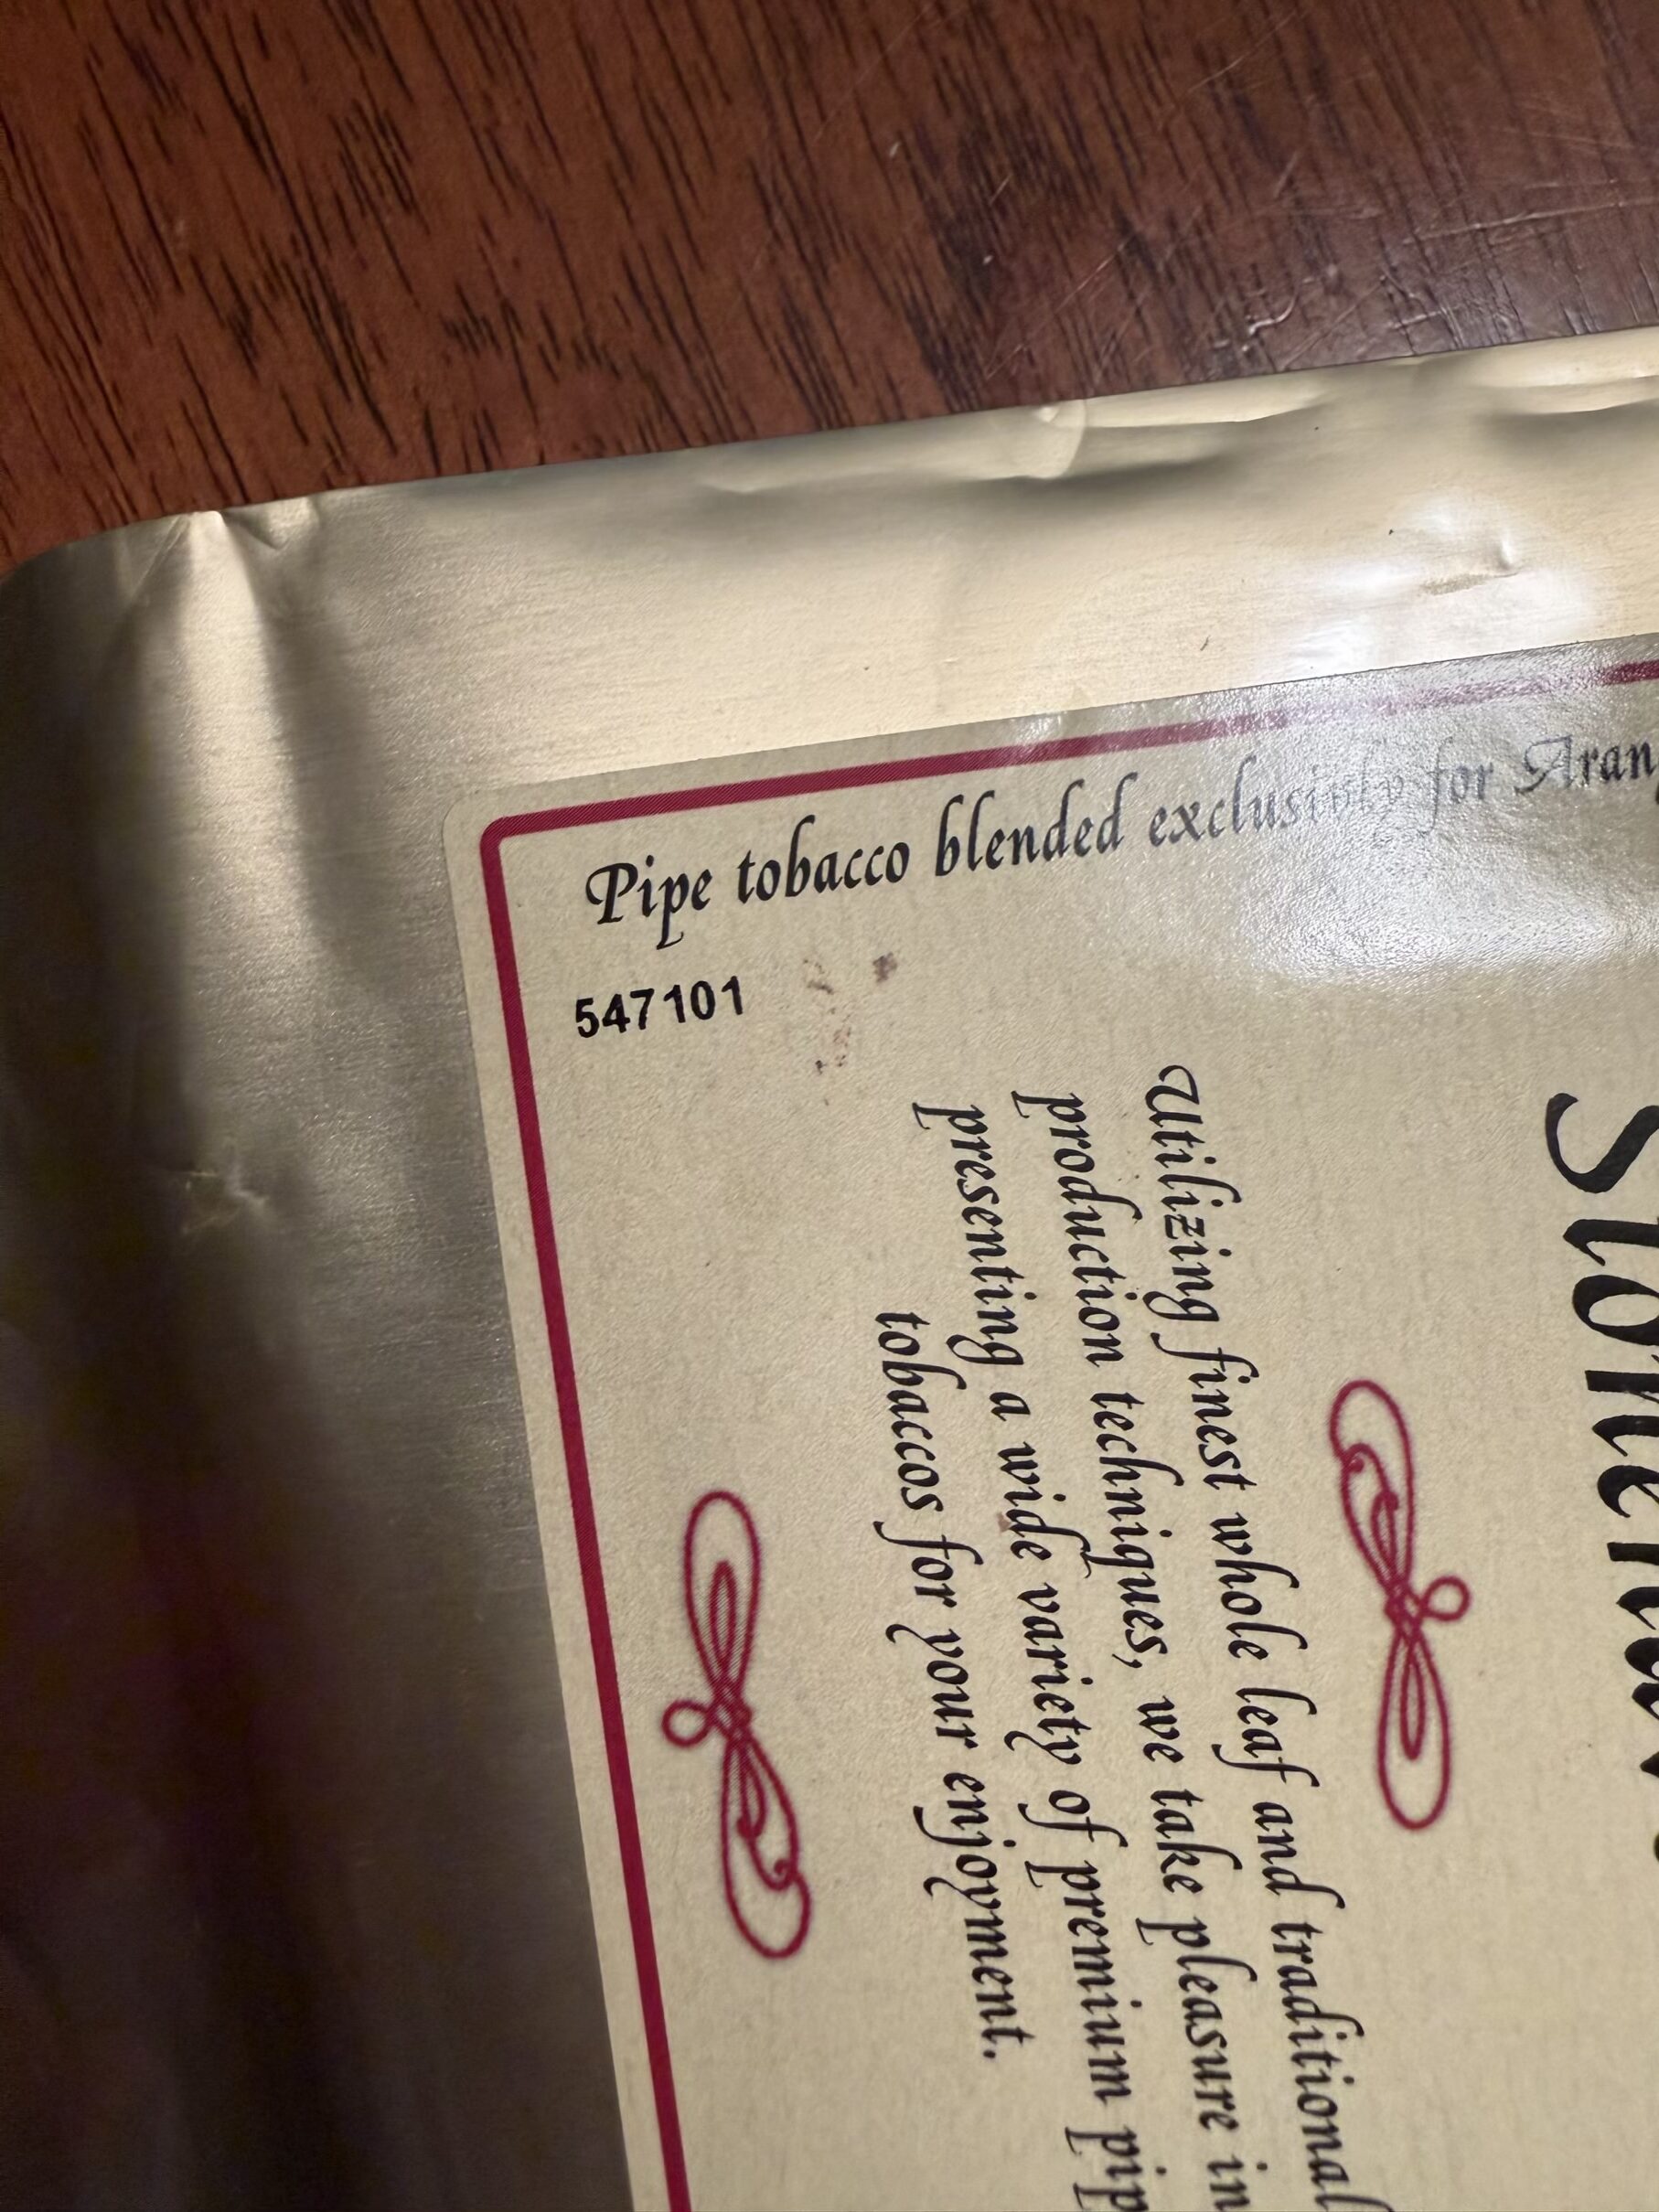 Pipe tobacco blended exclusively for
547101
Utilizing finest whole leaf and traditional
production techniques, we take pleasure in
presenting a wide variety of premium
tobaccos for your enjoyment.